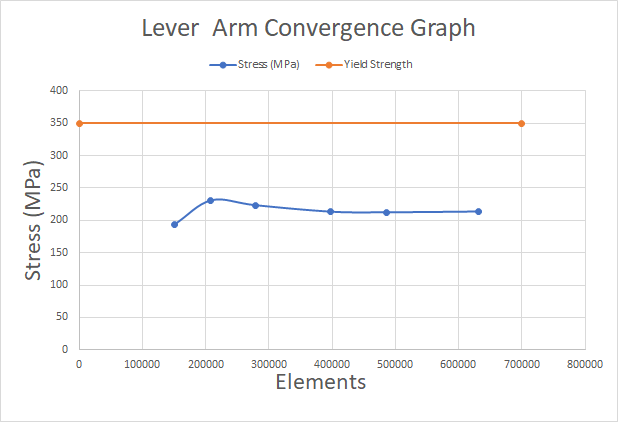 Lever  Arm Convergence Graph
Stress (MPa) Yield Strength
400
350
300
250
200
150
100
50
0
Stress (MPa)
0 100000 200000 300000 400000 500000 600000 700000 800000
Elements